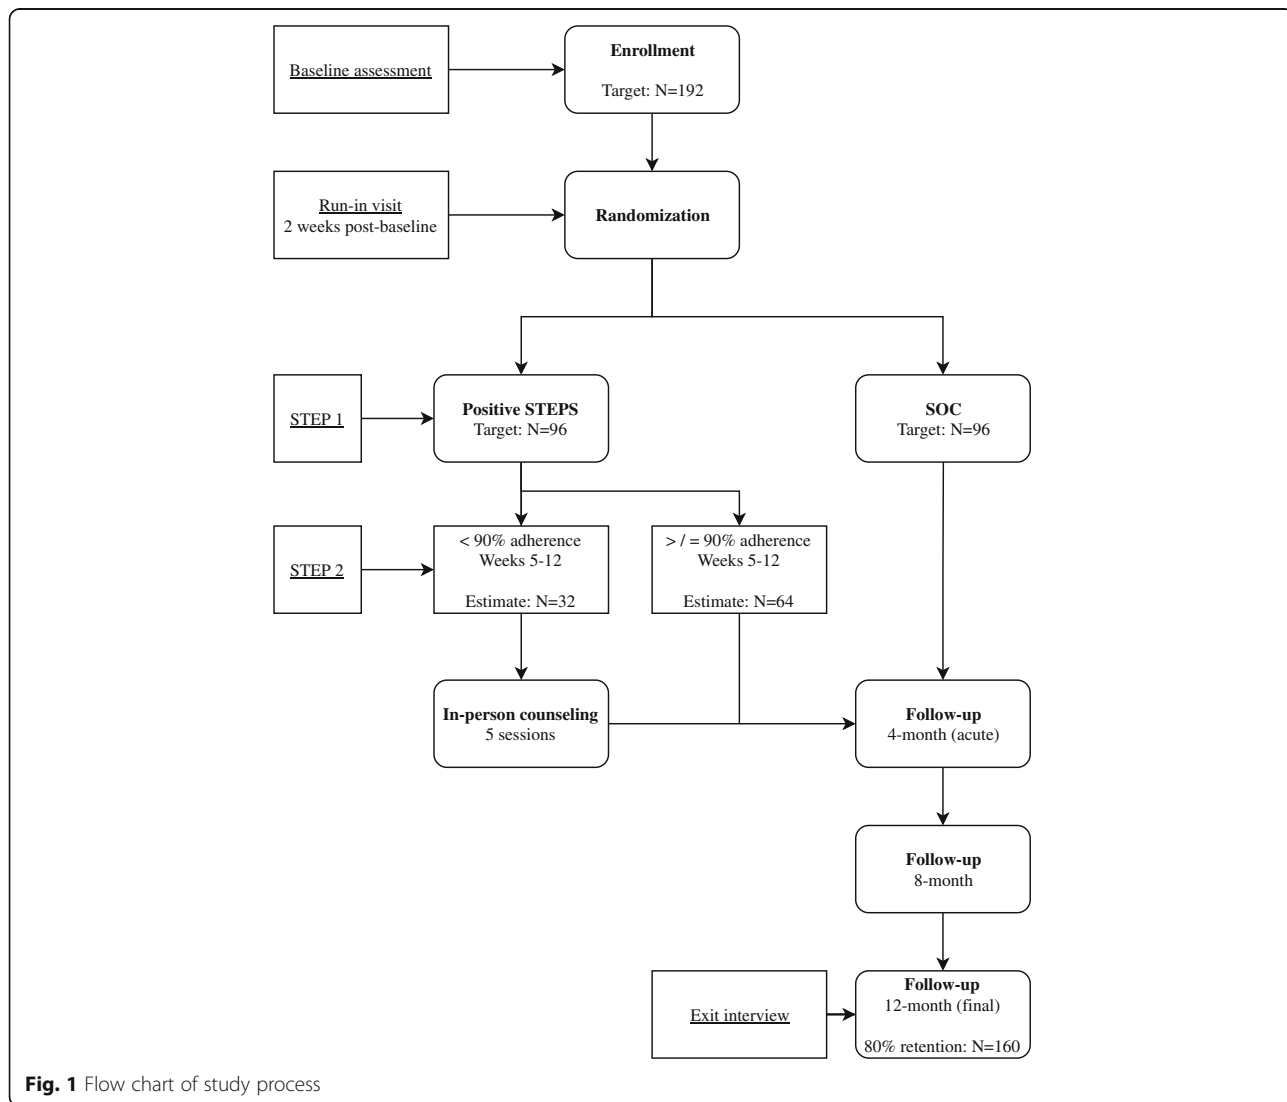 Baseline assessment
Enrollment
Target: N=192
Run-in visit
2 weeks post-baseline
Randomization
STEP 1
Positive STEPS
Target: N=96
SOC
Target: N=96
STEP 2
< 90% adherence
Weeks 5-12
Estimate: N=32
> / = 90% adherence
Weeks 5-12
Estimate: N=64
In-person counseling
5 sessions
Follow-up
4-month (acute)
Follow-up
8-month
Exit interview
Follow-up
12-month (final)
80% retention: N=160
Fig. 1 Flow chart of study process